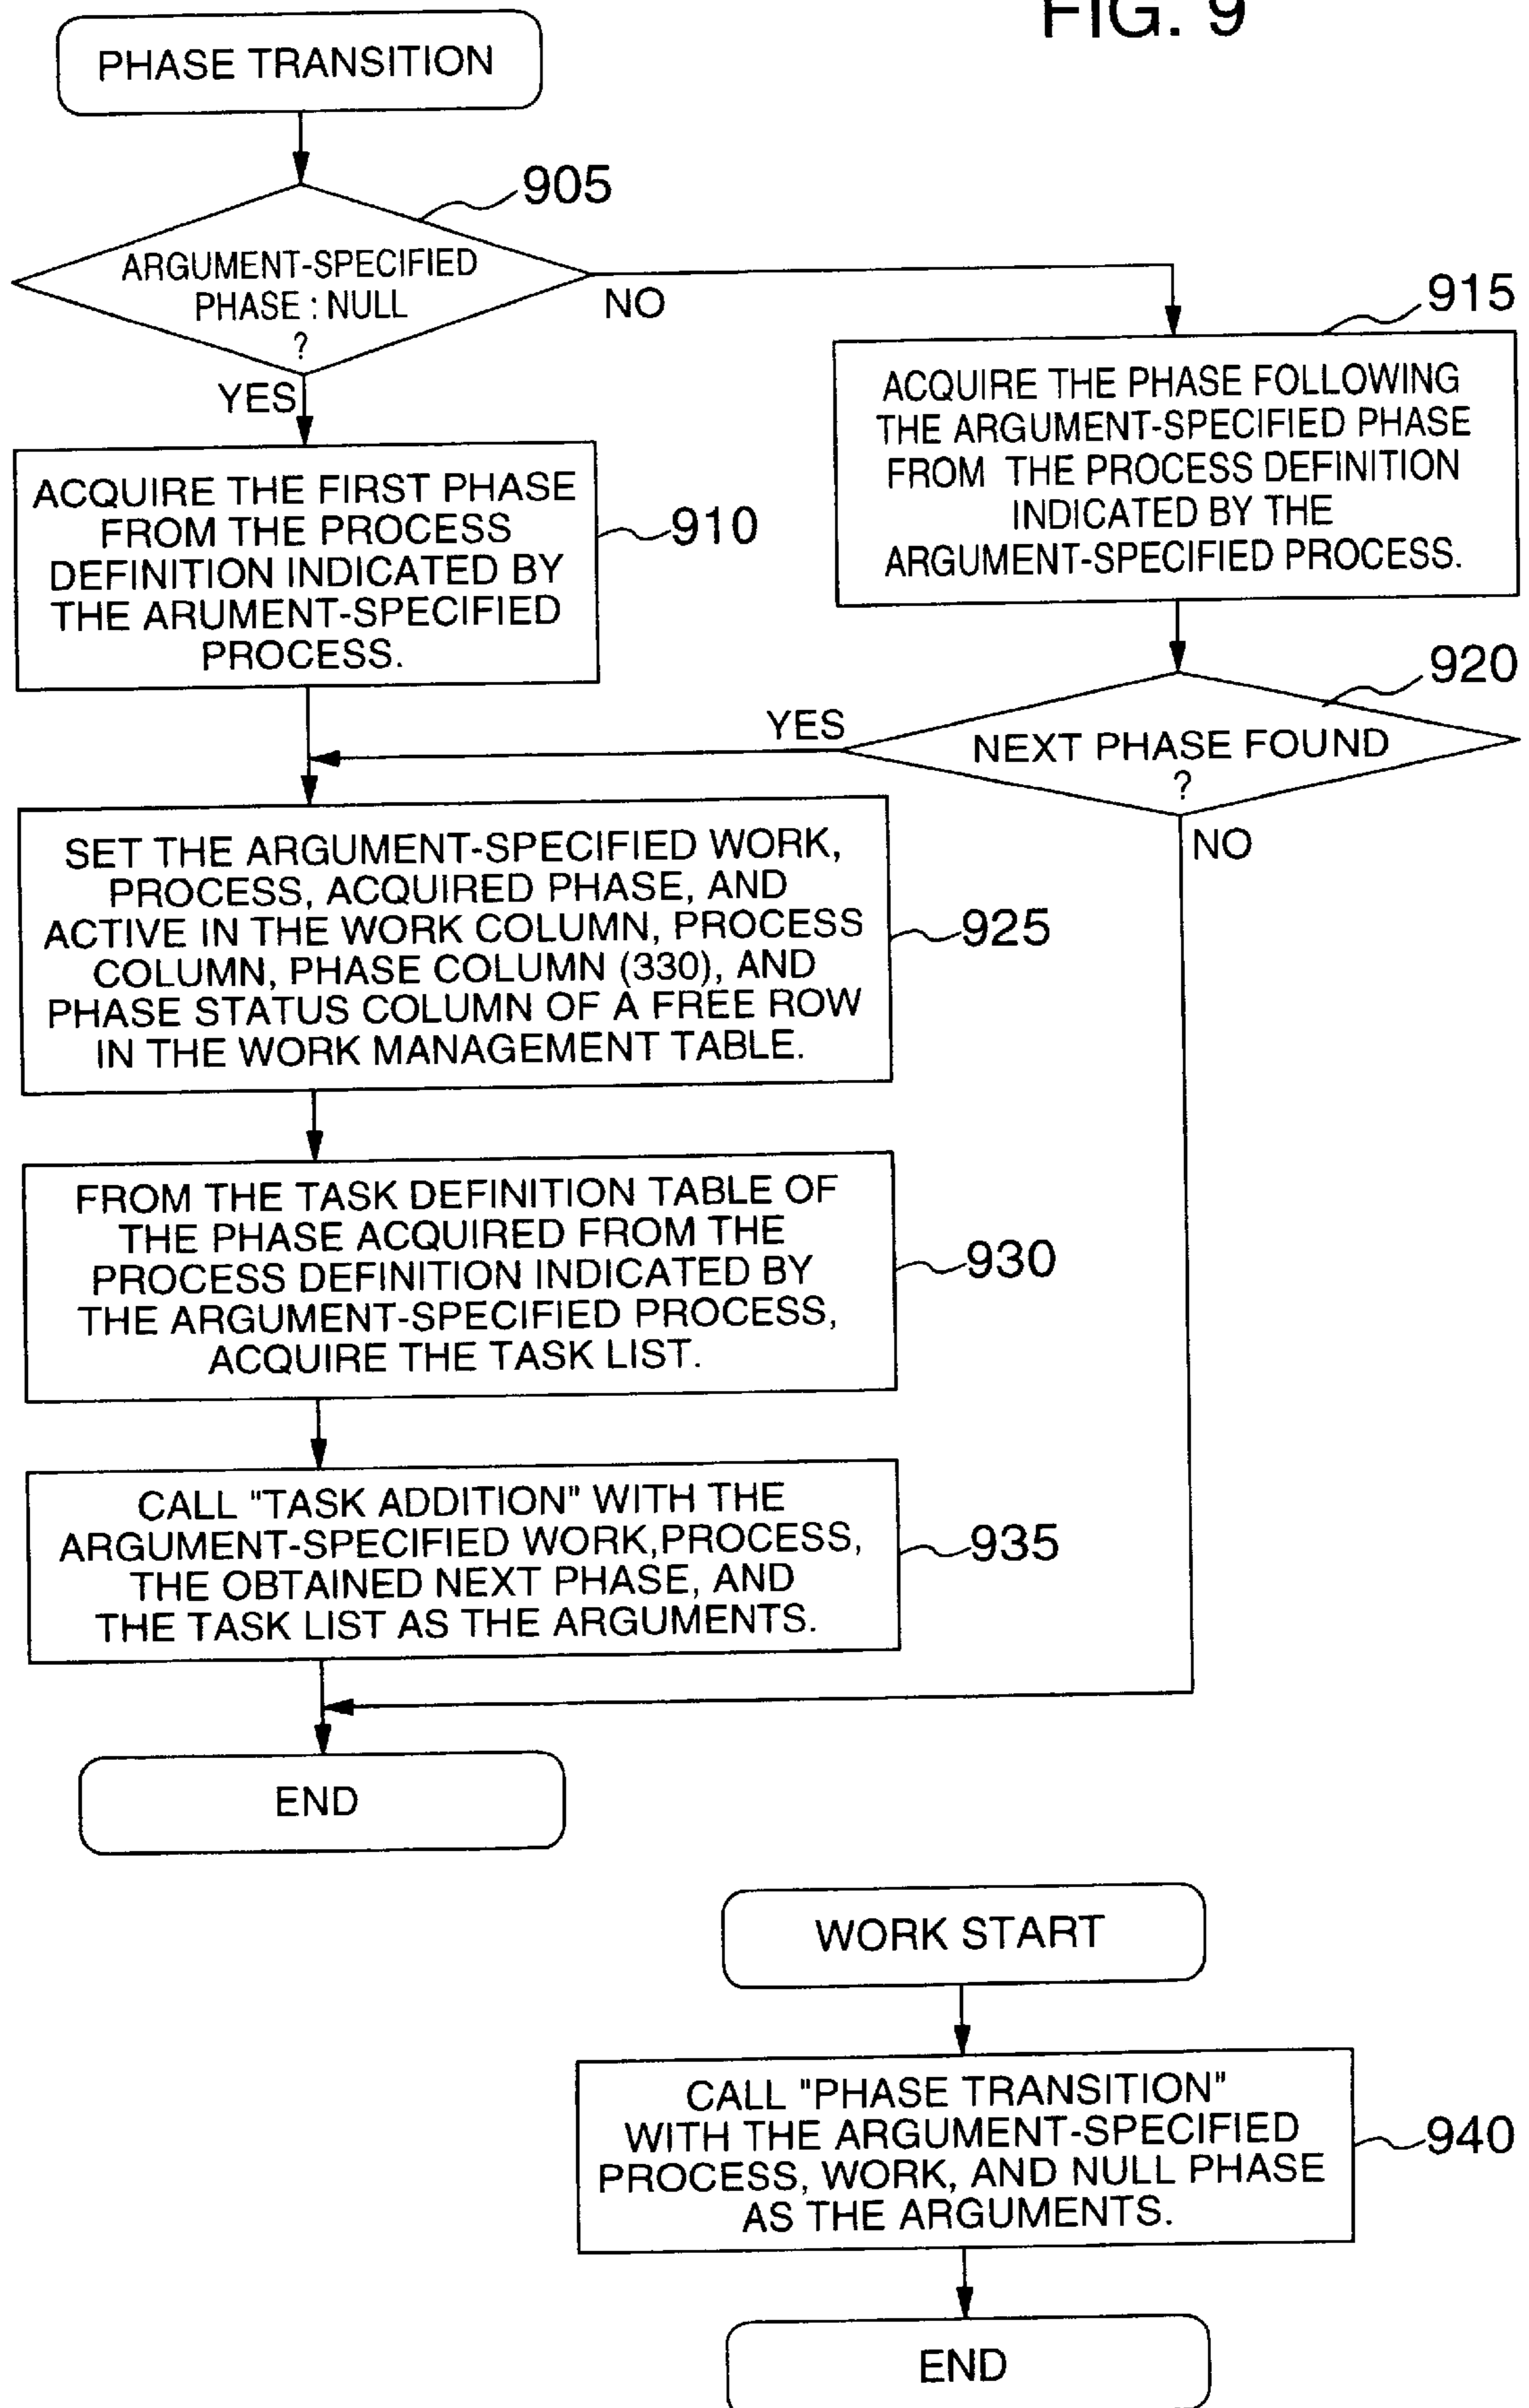 FIG. 9
PHASE TRANSITION
905
ARGUMENT-SPECIFIED
PHASE : NULL
?
NO
YES
915
ACQUIRE THE PHASE FOLLOWING
THE ARGUMENT-SPECIFIED PHASE
FROM THE PROCESS DEFINITION
INDICATED BY THE
ARGUMENT-SPECIFIED PROCESS.
ACQUIRE THE FIRST PHASE
FROM THE PROCESS
DEFINITION INDICATED BY
THE ARUMENT-SPECIFIED
PROCESS.
910
920
NEXT PHASE FOUND
?
YES
NO
SET THE ARGUMENT-SPECIFIED WORK,
PROCESS, ACQUIRED PHASE, AND
ACTIVE IN THE WORK COLUMN, PROCESS
COLUMN, PHASE COLUMN (330), AND
PHASE STATUS COLUMN OF A FREE ROW
IN THE WORK MANAGEMENT TABLE.
925
FROM THE TASK DEFINITION TABLE OF
THE PHASE ACQUIRED FROM THE
PROCESS DEFINITION INDICATED BY
THE ARGUMENT-SPECIFIED PROCESS,
ACQUIRE THE TASK LIST.
930
CALL "TASK ADDITION" WITH THE
ARGUMENT-SPECIFIED WORK,PROCESS,
THE OBTAINED NEXT PHASE, AND
THE TASK LIST AS THE ARGUMENTS.
935
END
WORK START
CALL "PHASE TRANSITION"
WITH THE ARGUMENT-SPECIFIED
PROCESS, WORK, AND NULL PHASE
AS THE ARGUMENTS.
940
END